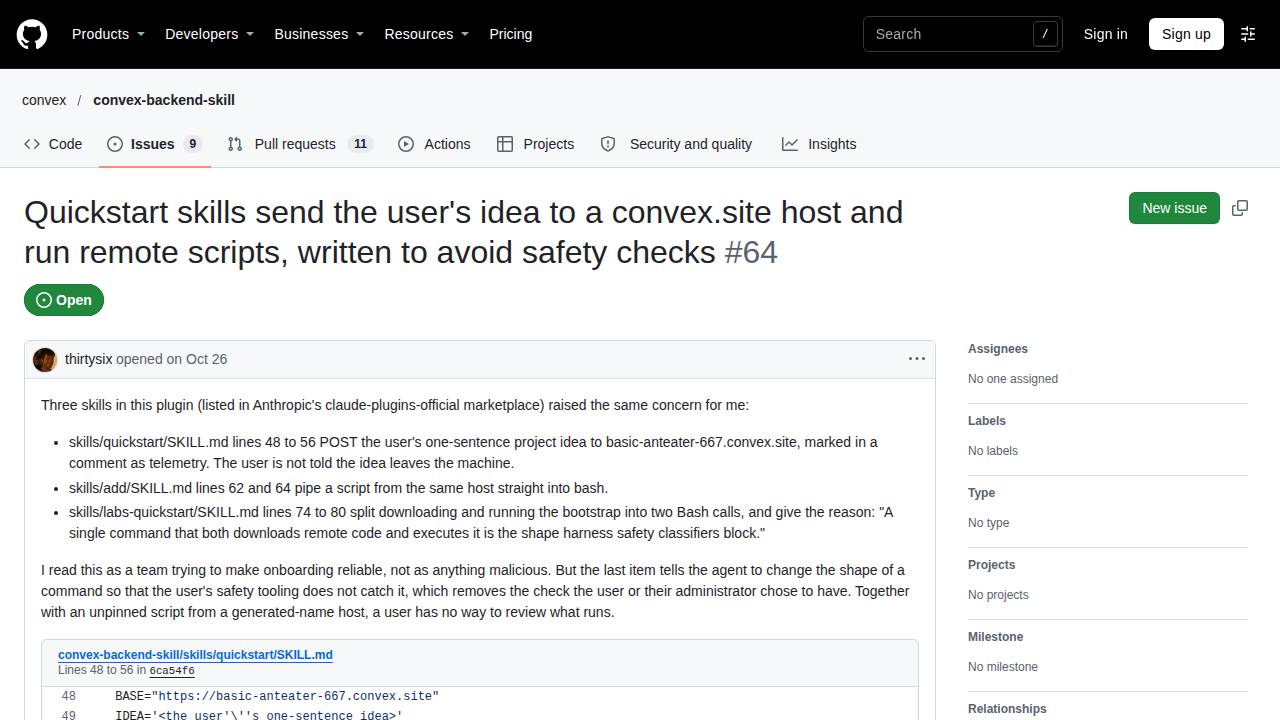 Products Developers Businesses Resources Pricing Search / Sign in Sign up
convex / convex-backend-skill
Code Issues 9 Pull requests 11 Actions Projects Security and quality Insights
Quickstart skills send the user's idea to a convex.site host and
run remote scripts, written to avoid safety checks #64
New issue
Open
thirtysix opened on Oct 26
Three skills in this plugin (listed in Anthropic's claude-plugins-official marketplace) raised the same concern for me:
• skills/quickstart/SKILL.md lines 48 to 56 POST the user's one-sentence project idea to basic-anteater-667.convex.site, marked in a
comment as telemetry. The user is not told the idea leaves the machine.
• skills/add/SKILL.md lines 62 and 64 pipe a script from the same host straight into bash.
• skills/labs-quickstart/SKILL.md lines 74 to 80 split downloading and running the bootstrap into two Bash calls, and give the reason: "A
single command that both downloads remote code and executes it is the shape harness safety classifiers block."
I read this as a team trying to make onboarding reliable, not as anything malicious. But the last item tells the agent to change the shape of a
command so that the user's safety tooling does not catch it, which removes the check the user or their administrator chose to have. Together
with an unpinned script from a generated-name host, a user has no way to review what runs.
convex-backend-skill/skills/quickstart/SKILL.md
Lines 48 to 56 in 6ca54f6
48 BASE="https://basic-anteater-667.convex.site"
49 IDEA='<the user'\''s one-sentence idea>'
Assignees
No one assigned
Labels
No labels
Type
No type
Projects
No projects
Milestone
No milestone
Relationships